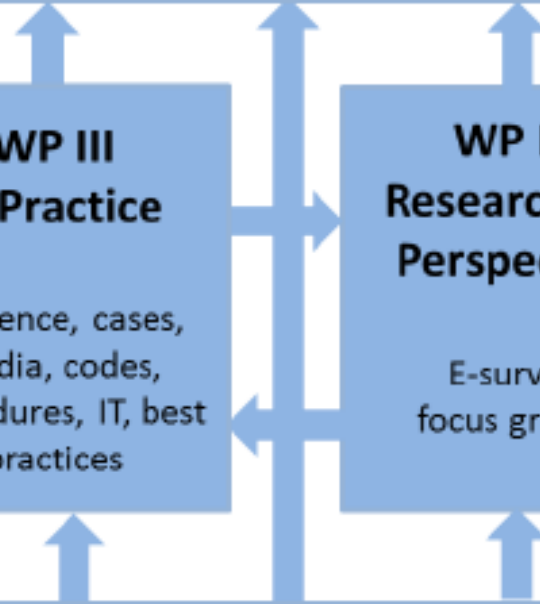 WP III
Practice
ence, cases,
dia, codes,
dures, IT, best
practices
WP
Researc
Perspe
E-surv
focus gr